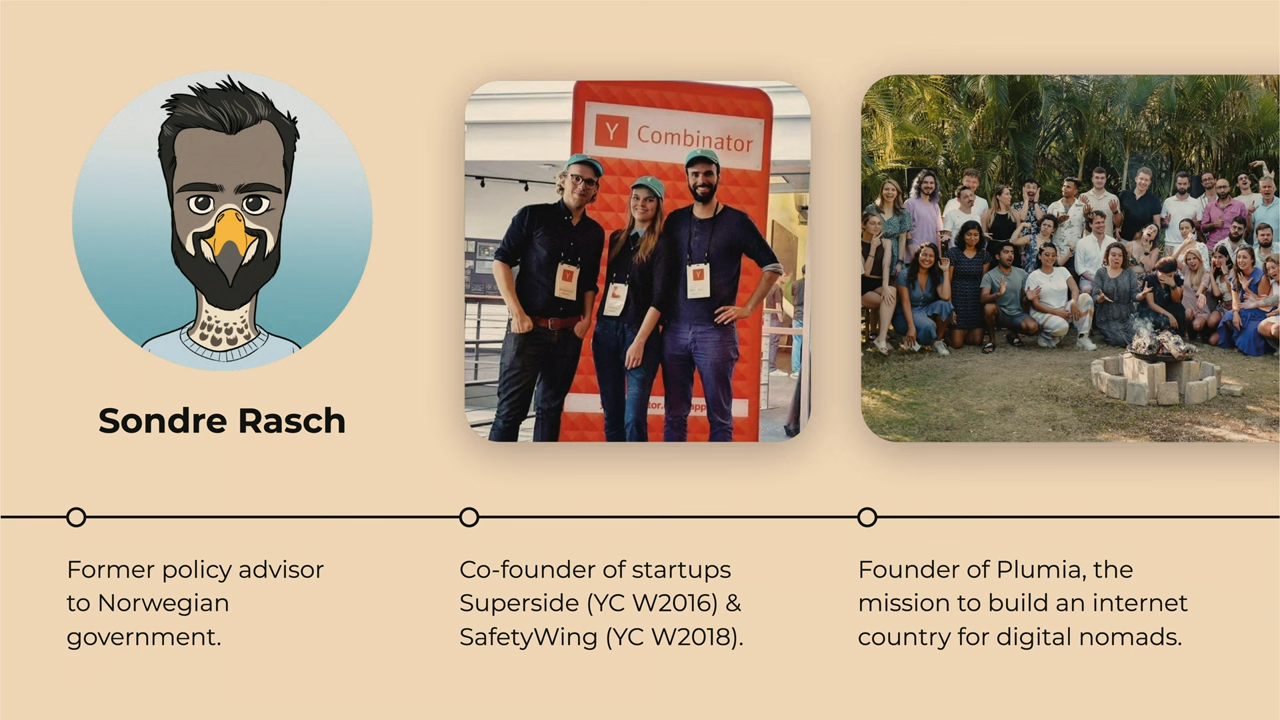 Y Combinator
Sondre Rasch
Former policy advisor
to Norwegian
government.
Co-founder of startups
Superside (YC W2016) &
SafetyWing (YC W2018).
Founder of Plumia, the
mission to build an internet
country for digital nomads.